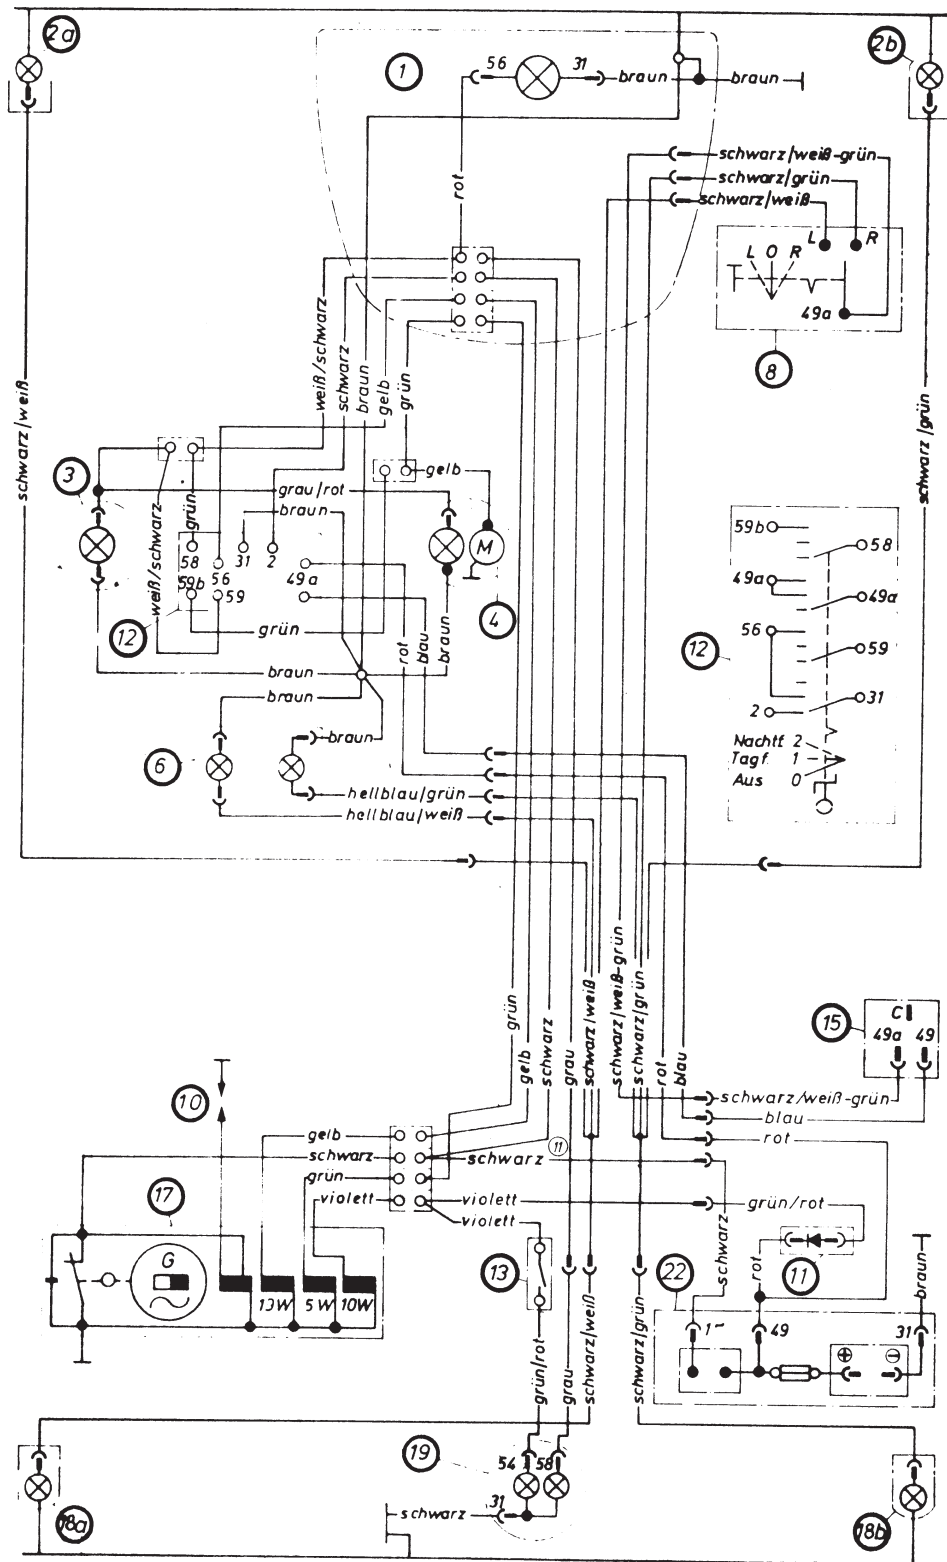 2a
1
56
31
braun
braun
2b
schwarz/weiß-grün
schwarz/grün
schwarz/weiß
rot
L
R
L O R
49a
8
weiß/schwarz
schwarz
braun
gelb
grün
schwarz/weiß
schwarz/grün
3
gelb
grau/rot
braun
grün
weiß/schwarz
58
56
31
2
49a
59b
59
M
4
12
grün
rot
blau
braun
braun
braun
6
braun
hellblau/grün
hellblau/weiß
59b
58
49a
49a
56
59
12
31
2
Nachtf. 2
Tagf. 1
Aus 0
grün
gelb
schwarz
grau
schwarz/weiß
schwarz/weiß-grün
schwarz/grün
rot
blau
15
C
49a
49
schwarz/weiß-grün
blau
rot
10
gelb
schwarz
grün
violett
11
schwarz
violett
violett
grün/rot
17
G
13W
5W
10W
13
schwarz
rot
11
braun
22
1~
49
31
+
−
grün/rot
grau
schwarz/weiß
schwarz/grün
19
54
58
31
schwarz
18a
18b